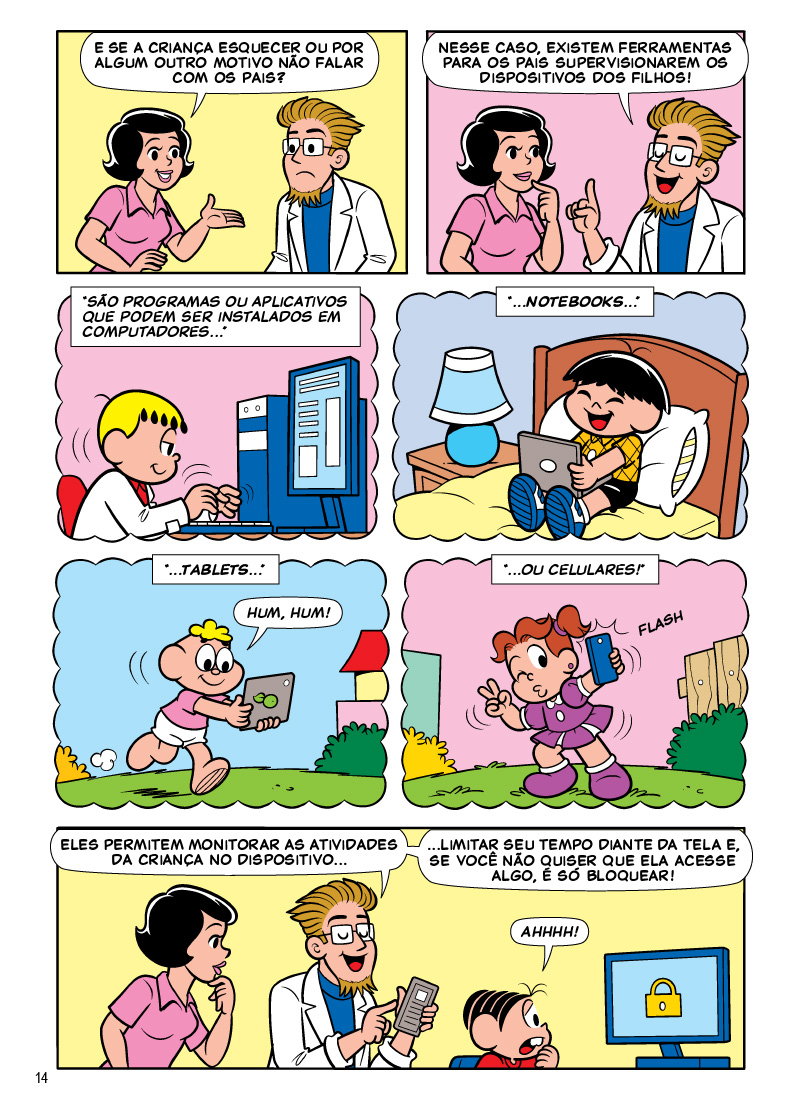 E SE A CRIANÇA ESQUECER OU POR
ALGUM OUTRO MOTIVO NÃO FALAR
COM OS PAIS?
NESSE CASO, EXISTEM FERRAMENTAS
PARA OS PAIS SUPERVISIONAREM OS
DISPOSITIVOS DOS FILHOS!
"SÃO PROGRAMAS OU APLICATIVOS
QUE PODEM SER INSTALADOS EM
COMPUTADORES..."
"...NOTEBOOKS..."
"...TABLETS..."
HUM, HUM!
"...OU CELULARES!"
FLASH
ELES PERMITEM MONITORAR AS ATIVIDADES
DA CRIANÇA NO DISPOSITIVO...
...LIMITAR SEU TEMPO DIANTE DA TELA E,
SE VOCÊ NÃO QUISER QUE ELA ACESSE
ALGO, É SÓ BLOQUEAR!
AHHHH!
14